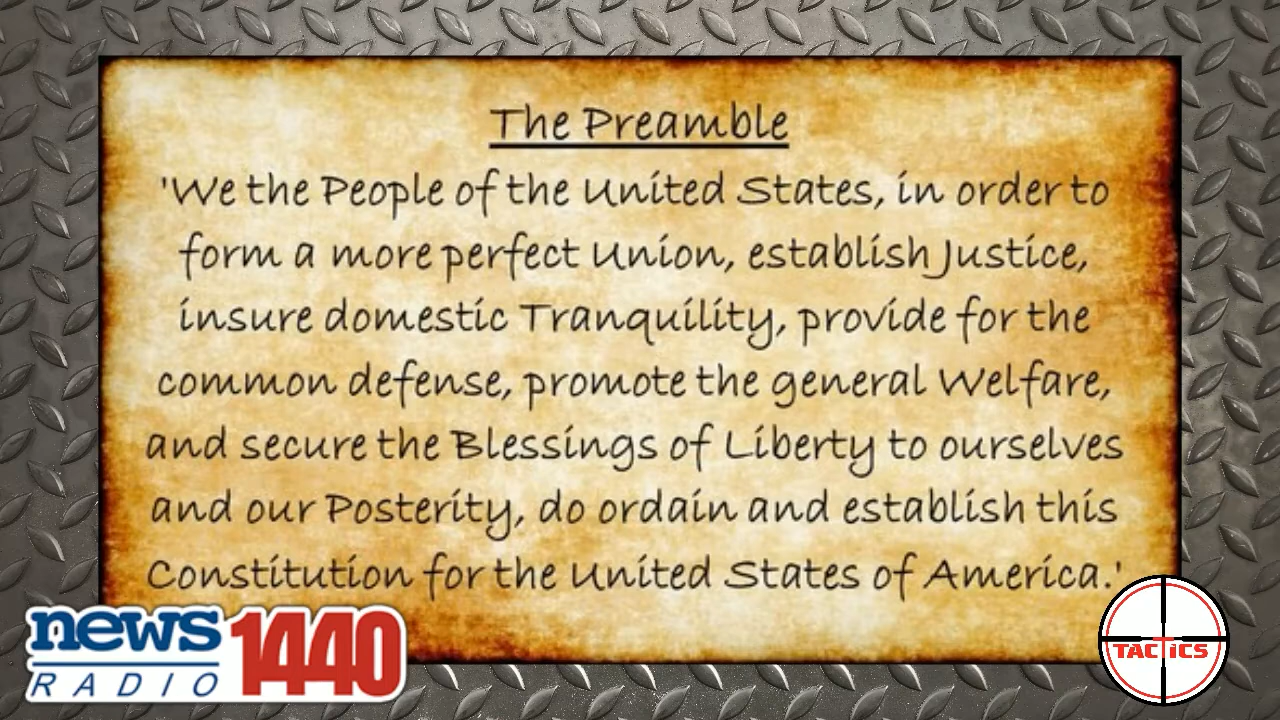 The Preamble
'We the People of the United States, in order to
form a more perfect Union, establish Justice,
insure domestic Tranquility, provide for the
common defense, promote the general Welfare,
and secure the Blessings of Liberty to ourselves
and our Posterity, do ordain and establish this
Constitution for the United States of America.'
news 1440
RADIO
TACTICS